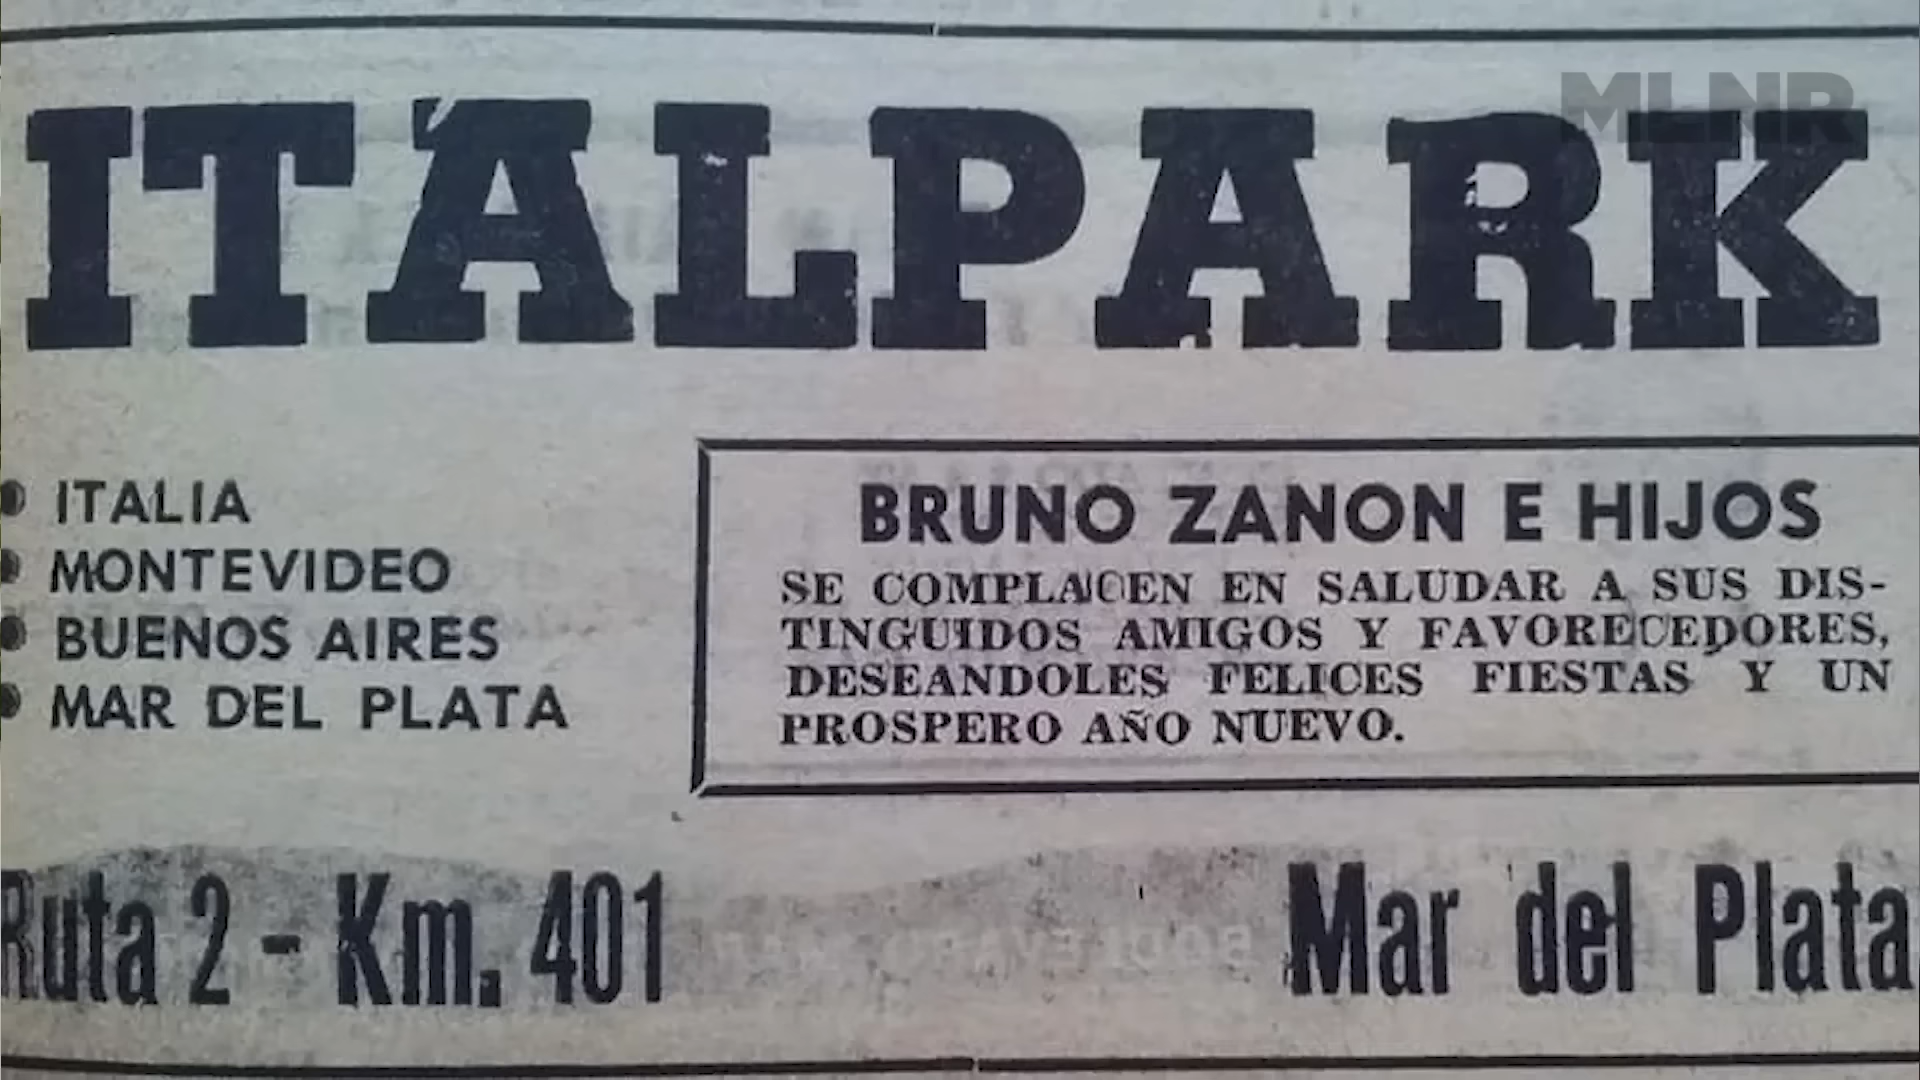 MLNR
ITALPARK
• ITALIA
• MONTEVIDEO
• BUENOS AIRES
• MAR DEL PLATA
BRUNO ZANON E HIJOS
SE COMPLACEN EN SALUDAR A SUS DIS-
TINGUIDOS AMIGOS Y FAVORECEDORES,
DESEANDOLES FELICES FIESTAS Y UN
PROSPERO AÑO NUEVO.
Ruta 2 - Km. 401 Mar del Plata